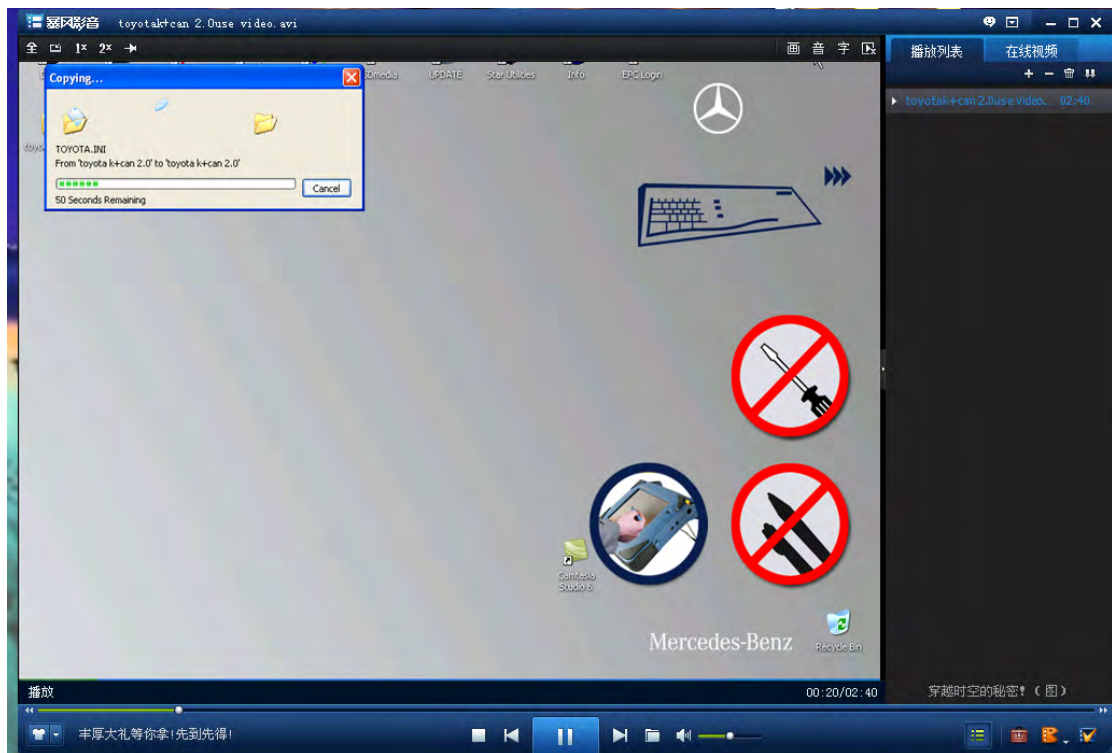 暴风影音 toyotak+can 2.0use video.avi
全 1× 2× 画 音 字
播放列表 在线视频
Copying...
TOYOTA.INI
From 'toyota k+can 2.0' to 'toyota k+can 2.0'
Cancel
50 Seconds Remaining
SDmedia UPDATE Star Utilities Info EPC Login
toyotak+can 2.0use video. 02:40
Camtasia
Studio 6
Mercedes-Benz
Recycle Bin
播放 00:20/02:40
穿越时空的秘密!(图)
丰厚大礼等你拿!先到先得!